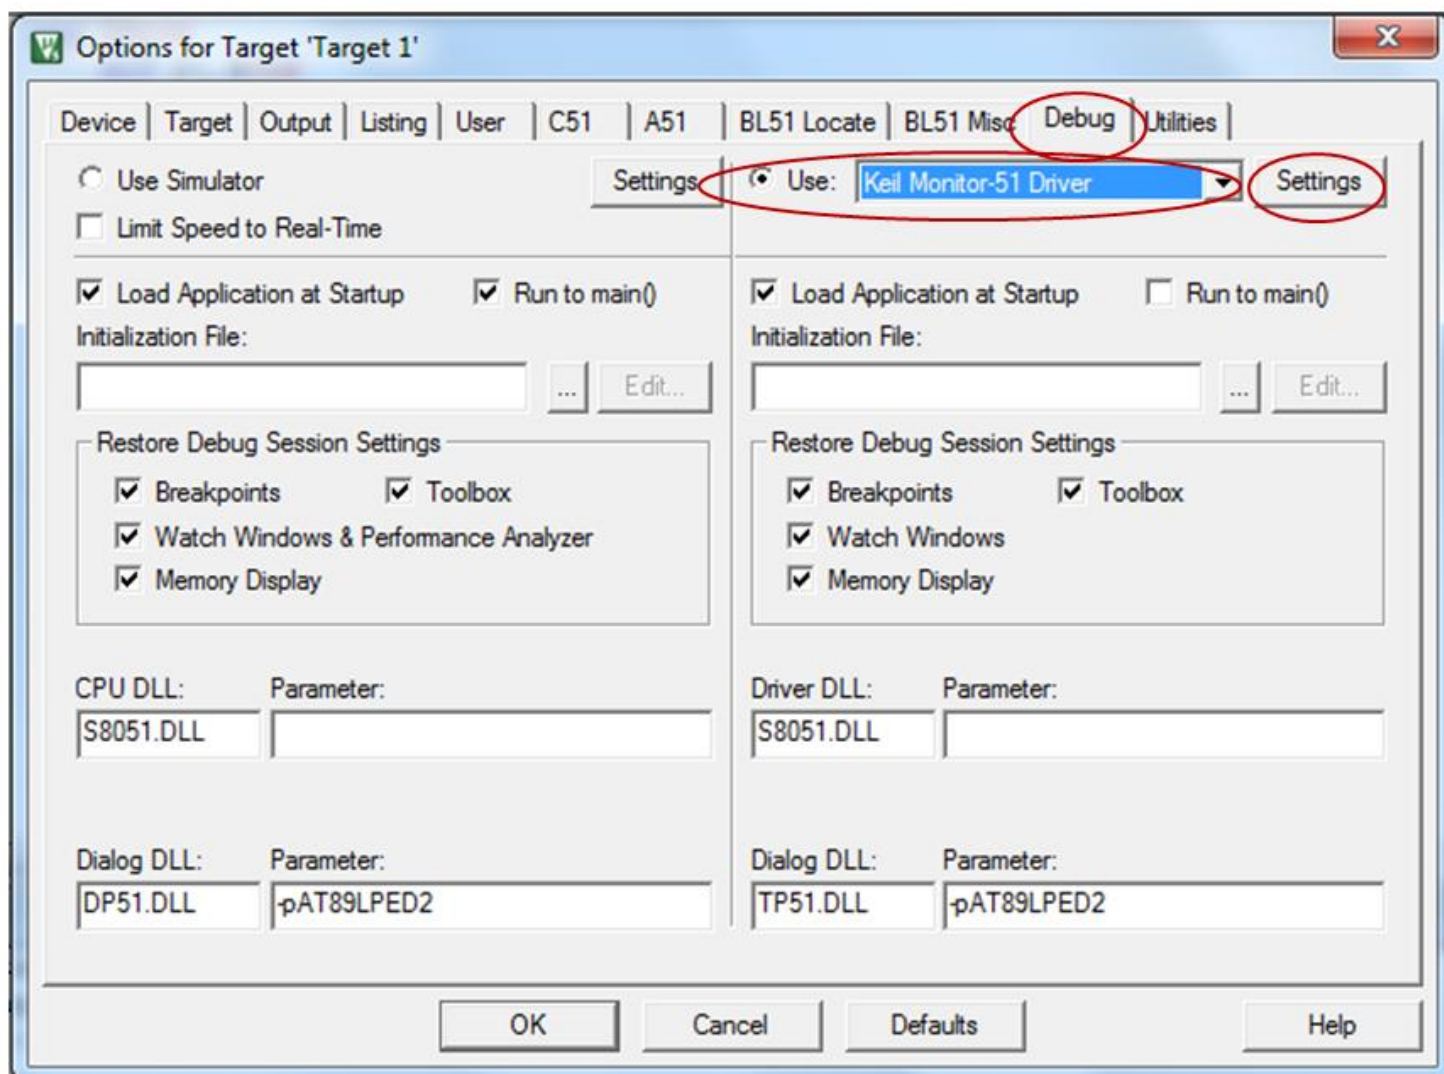 Options for Target 'Target 1'
Device Target Output Listing User C51 A51 BL51 Locate BL51 Misc Debug Utilities
Use Simulator Settings Use: Keil Monitor-51 Driver Settings
Limit Speed to Real-Time
Load Application at Startup Run to main() Load Application at Startup Run to main()
Initialization File: Initialization File:
... Edit... ... Edit...
Restore Debug Session Settings Restore Debug Session Settings
Breakpoints Toolbox Breakpoints Toolbox
Watch Windows & Performance Analyzer Watch Windows
Memory Display Memory Display
CPU DLL: Parameter: Driver DLL: Parameter:
S8051.DLL S8051.DLL
Dialog DLL: Parameter: Dialog DLL: Parameter:
DP51.DLL -pAT89LPED2 TP51.DLL -pAT89LPED2
OK Cancel Defaults Help